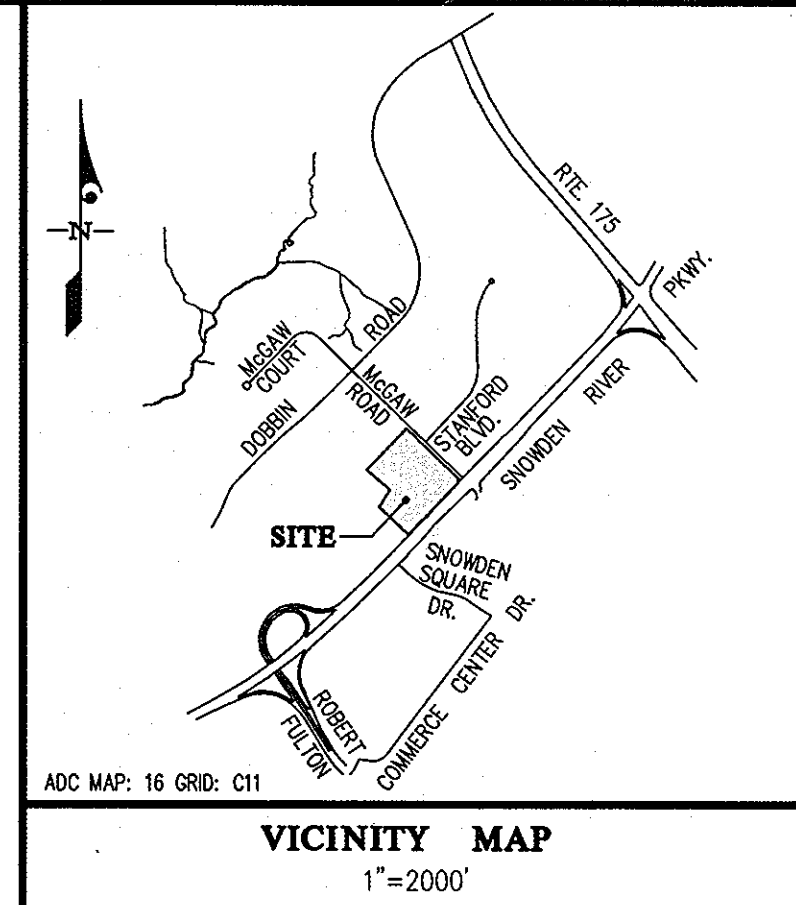 RTE. 175
PKWY.
N
McGAW
COURT
ROAD
McGAW
ROAD
DOBBIN
STANFORD
BLVD.
RIVER
SNOWDEN
SITE
SNOWDEN
SQUARE
DR.
COMMERCE CENTER DR.
ROBERT
FULTON
ADC MAP: 16 GRID: C11
VICINITY MAP
1"=2000'